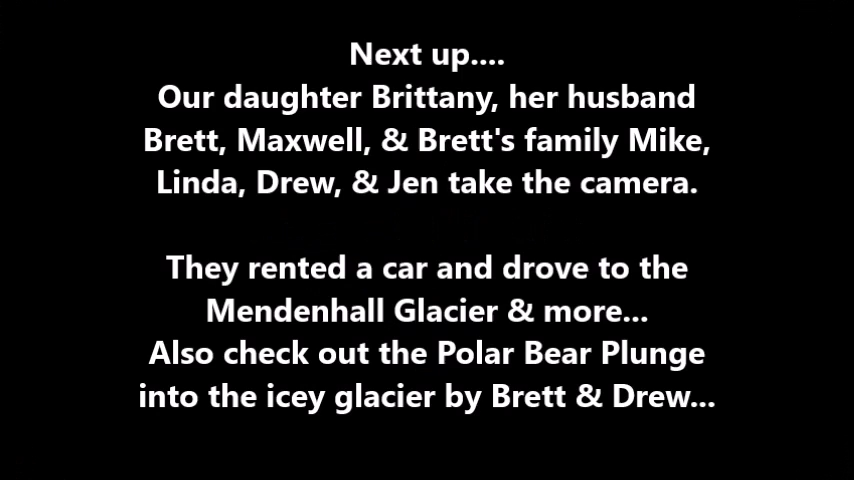 Next up....
Our daughter Brittany, her husband
Brett, Maxwell, & Brett's family Mike,
Linda, Drew, & Jen take the camera.
They rented a car and drove to the
Mendenhall Glacier & more...
Also check out the Polar Bear Plunge
into the icey glacier by Brett & Drew...